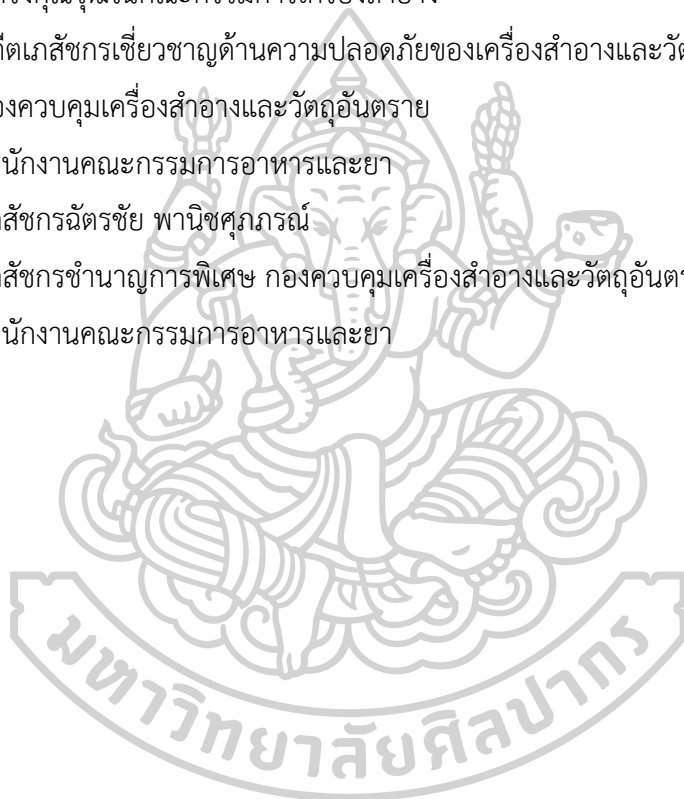 ีตเภสัชกรเชี่ยวชาญด้านความปลอดภัยของเครื่องสำอางและวัต
องควบคุมเครื่องสำอางและวัตถุอันตราย
นักงานคณะกรรมการอาหารและยา
สัชกรฉัตรชัย พานิชศุภภรณ์
สัชกรชำนาญการพิเศษ กองควบคุมเครื่องสำอางและวัตถุอันต
นักงานคณะกรรมการอาหารและยา
มหาวิทยาลัยศิลปากร